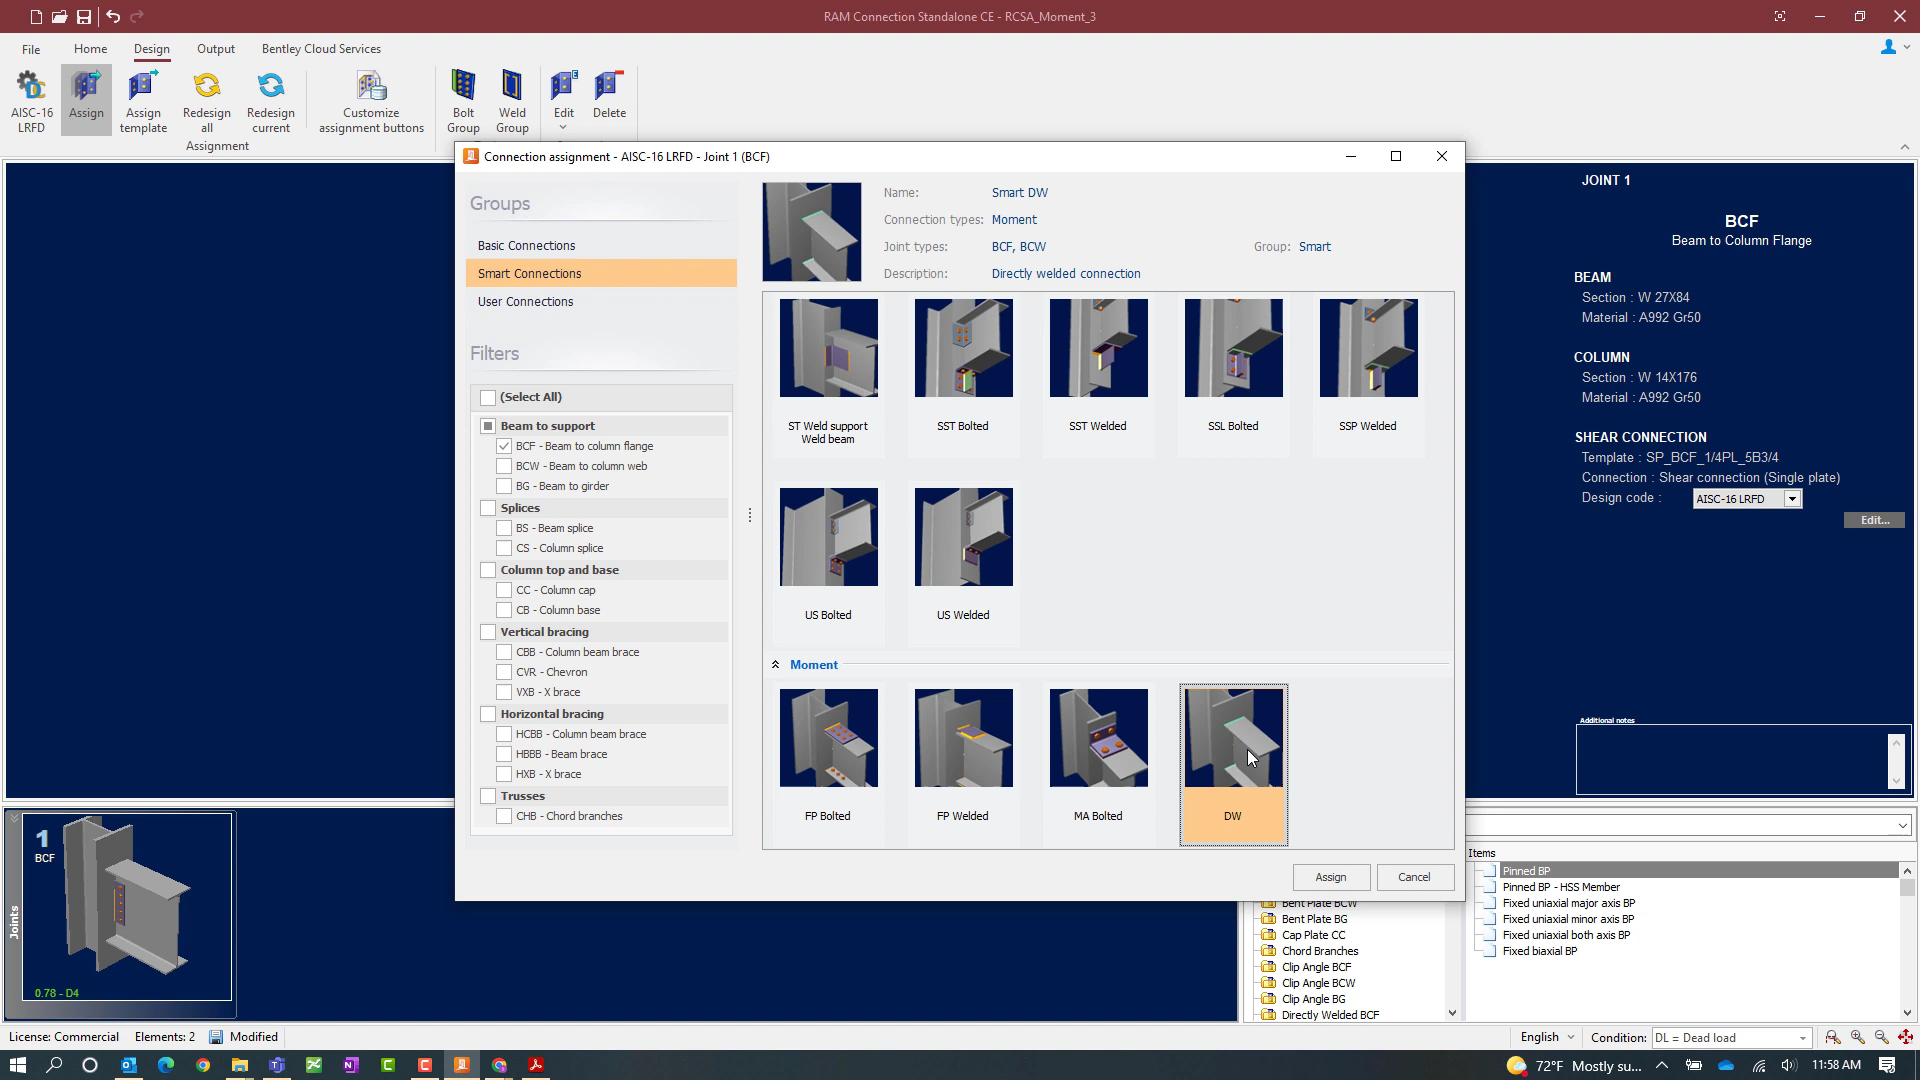 RAM Connection Standalone CE - RCSA_Moment_3
File
Home
Design
Output
Bentley Cloud Services
AISC-16
LRFD
Assign
Assign
template
Redesign
all
Redesign
current
Customize
assignment buttons
Bolt
Group
Weld
Group
Edit
Delete
Assignment
Connection assignment - AISC-16 LRFD - Joint 1 (BCF)
Groups
Basic Connections
Smart Connections
User Connections
Filters
(Select All)
Beam to support
BCF - Beam to column flange
BCW - Beam to column web
BG - Beam to girder
Splices
BS - Beam splice
CS - Column splice
Column top and base
CC - Column cap
CB - Column base
Vertical bracing
CBB - Column beam brace
CVR - Chevron
VXB - X brace
Horizontal bracing
HCBB - Column beam brace
HBBB - Beam brace
HXB - X brace
Trusses
CHB - Chord branches
Name: Smart DW
Connection types: Moment
Joint types: BCF, BCW
Group: Smart
Description: Directly welded connection
ST Weld support
Weld beam
SST Bolted
SST Welded
SSL Bolted
SSP Welded
US Bolted
US Welded
Moment
FP Bolted
FP Welded
MA Bolted
DW
Assign
Cancel
JOINT 1
BCF
Beam to Column Flange
BEAM
Section : W 27X84
Material : A992 Gr50
COLUMN
Section : W 14X176
Material : A992 Gr50
SHEAR CONNECTION
Template : SP_BCF_1/4PL_5B3/4
Connection : Shear connection (Single plate)
Design code : AISC-16 LRFD
Edit...
Additional notes
Joints
1
BCF
0.78 - D4
Bent Plate BCW
Bent Plate BG
Cap Plate CC
Chord Branches
Clip Angle BCF
Clip Angle BCW
Clip Angle BG
Directly Welded BCF
Items
Pinned BP
Pinned BP - HSS Member
Fixed uniaxial major axis BP
Fixed uniaxial minor axis BP
Fixed uniaxial both axis BP
Fixed biaxial BP
License: Commercial
Elements: 2
Modified
English
Condition: DL = Dead load
72°F Mostly su...
11:58 AM